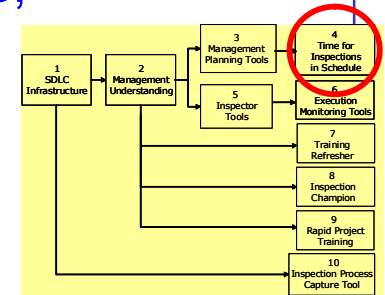 1
SDLC
Infrastructure
2
Management
Understanding
3
Management
Planning Tools
4
Time for
Inspections
in Schedule
5
Inspector
Tools
6
Execution
Monitoring Tools
7
Training
Refresher
8
Inspection
Champion
9
Rapid Project
Training
10
Inspection Process
Capture Tool